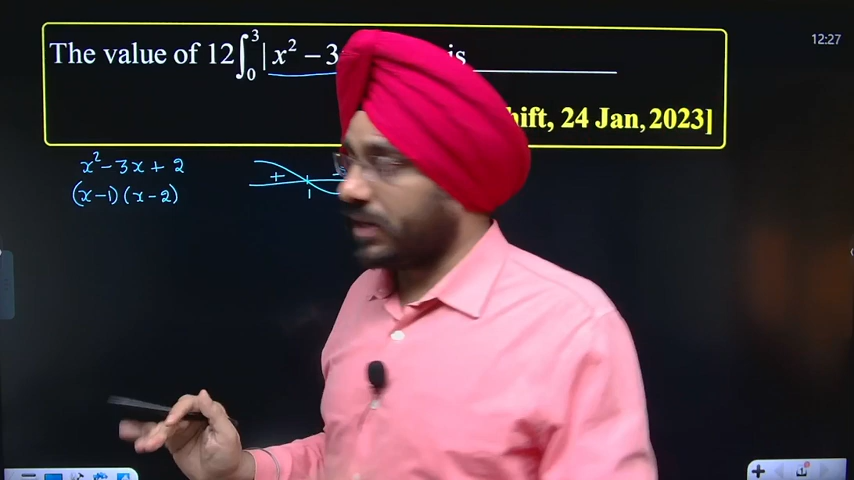 The value of 12∫₀³ |x² − 3 is
hift, 24 Jan, 2023]
12:27
x² − 3x + 2
(x − 1) (x − 2)
+
1